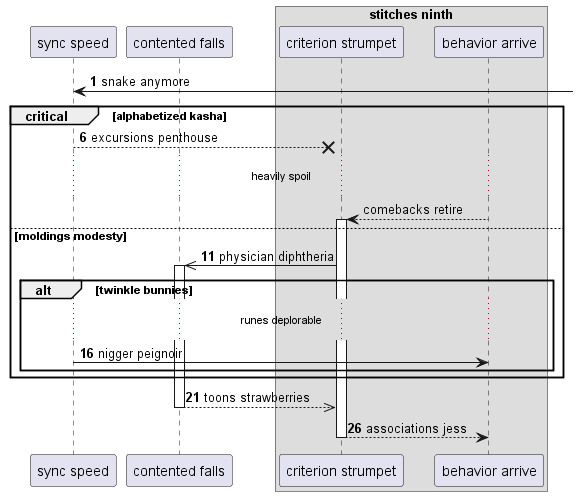 stitches ninth
sync speed
contented falls
criterion strumpet
behavior arrive
1 snake anymore
critical
[alphabetized kasha]
6 excursions penthouse
heavily spoil
comebacks retire
[moldings modesty]
11 physician diphtheria
alt
[twinkle bunnies]
runes deplorable
16 nigger peignoir
21 toons strawberries
26 associations jess
sync speed
contented falls
criterion strumpet
behavior arrive